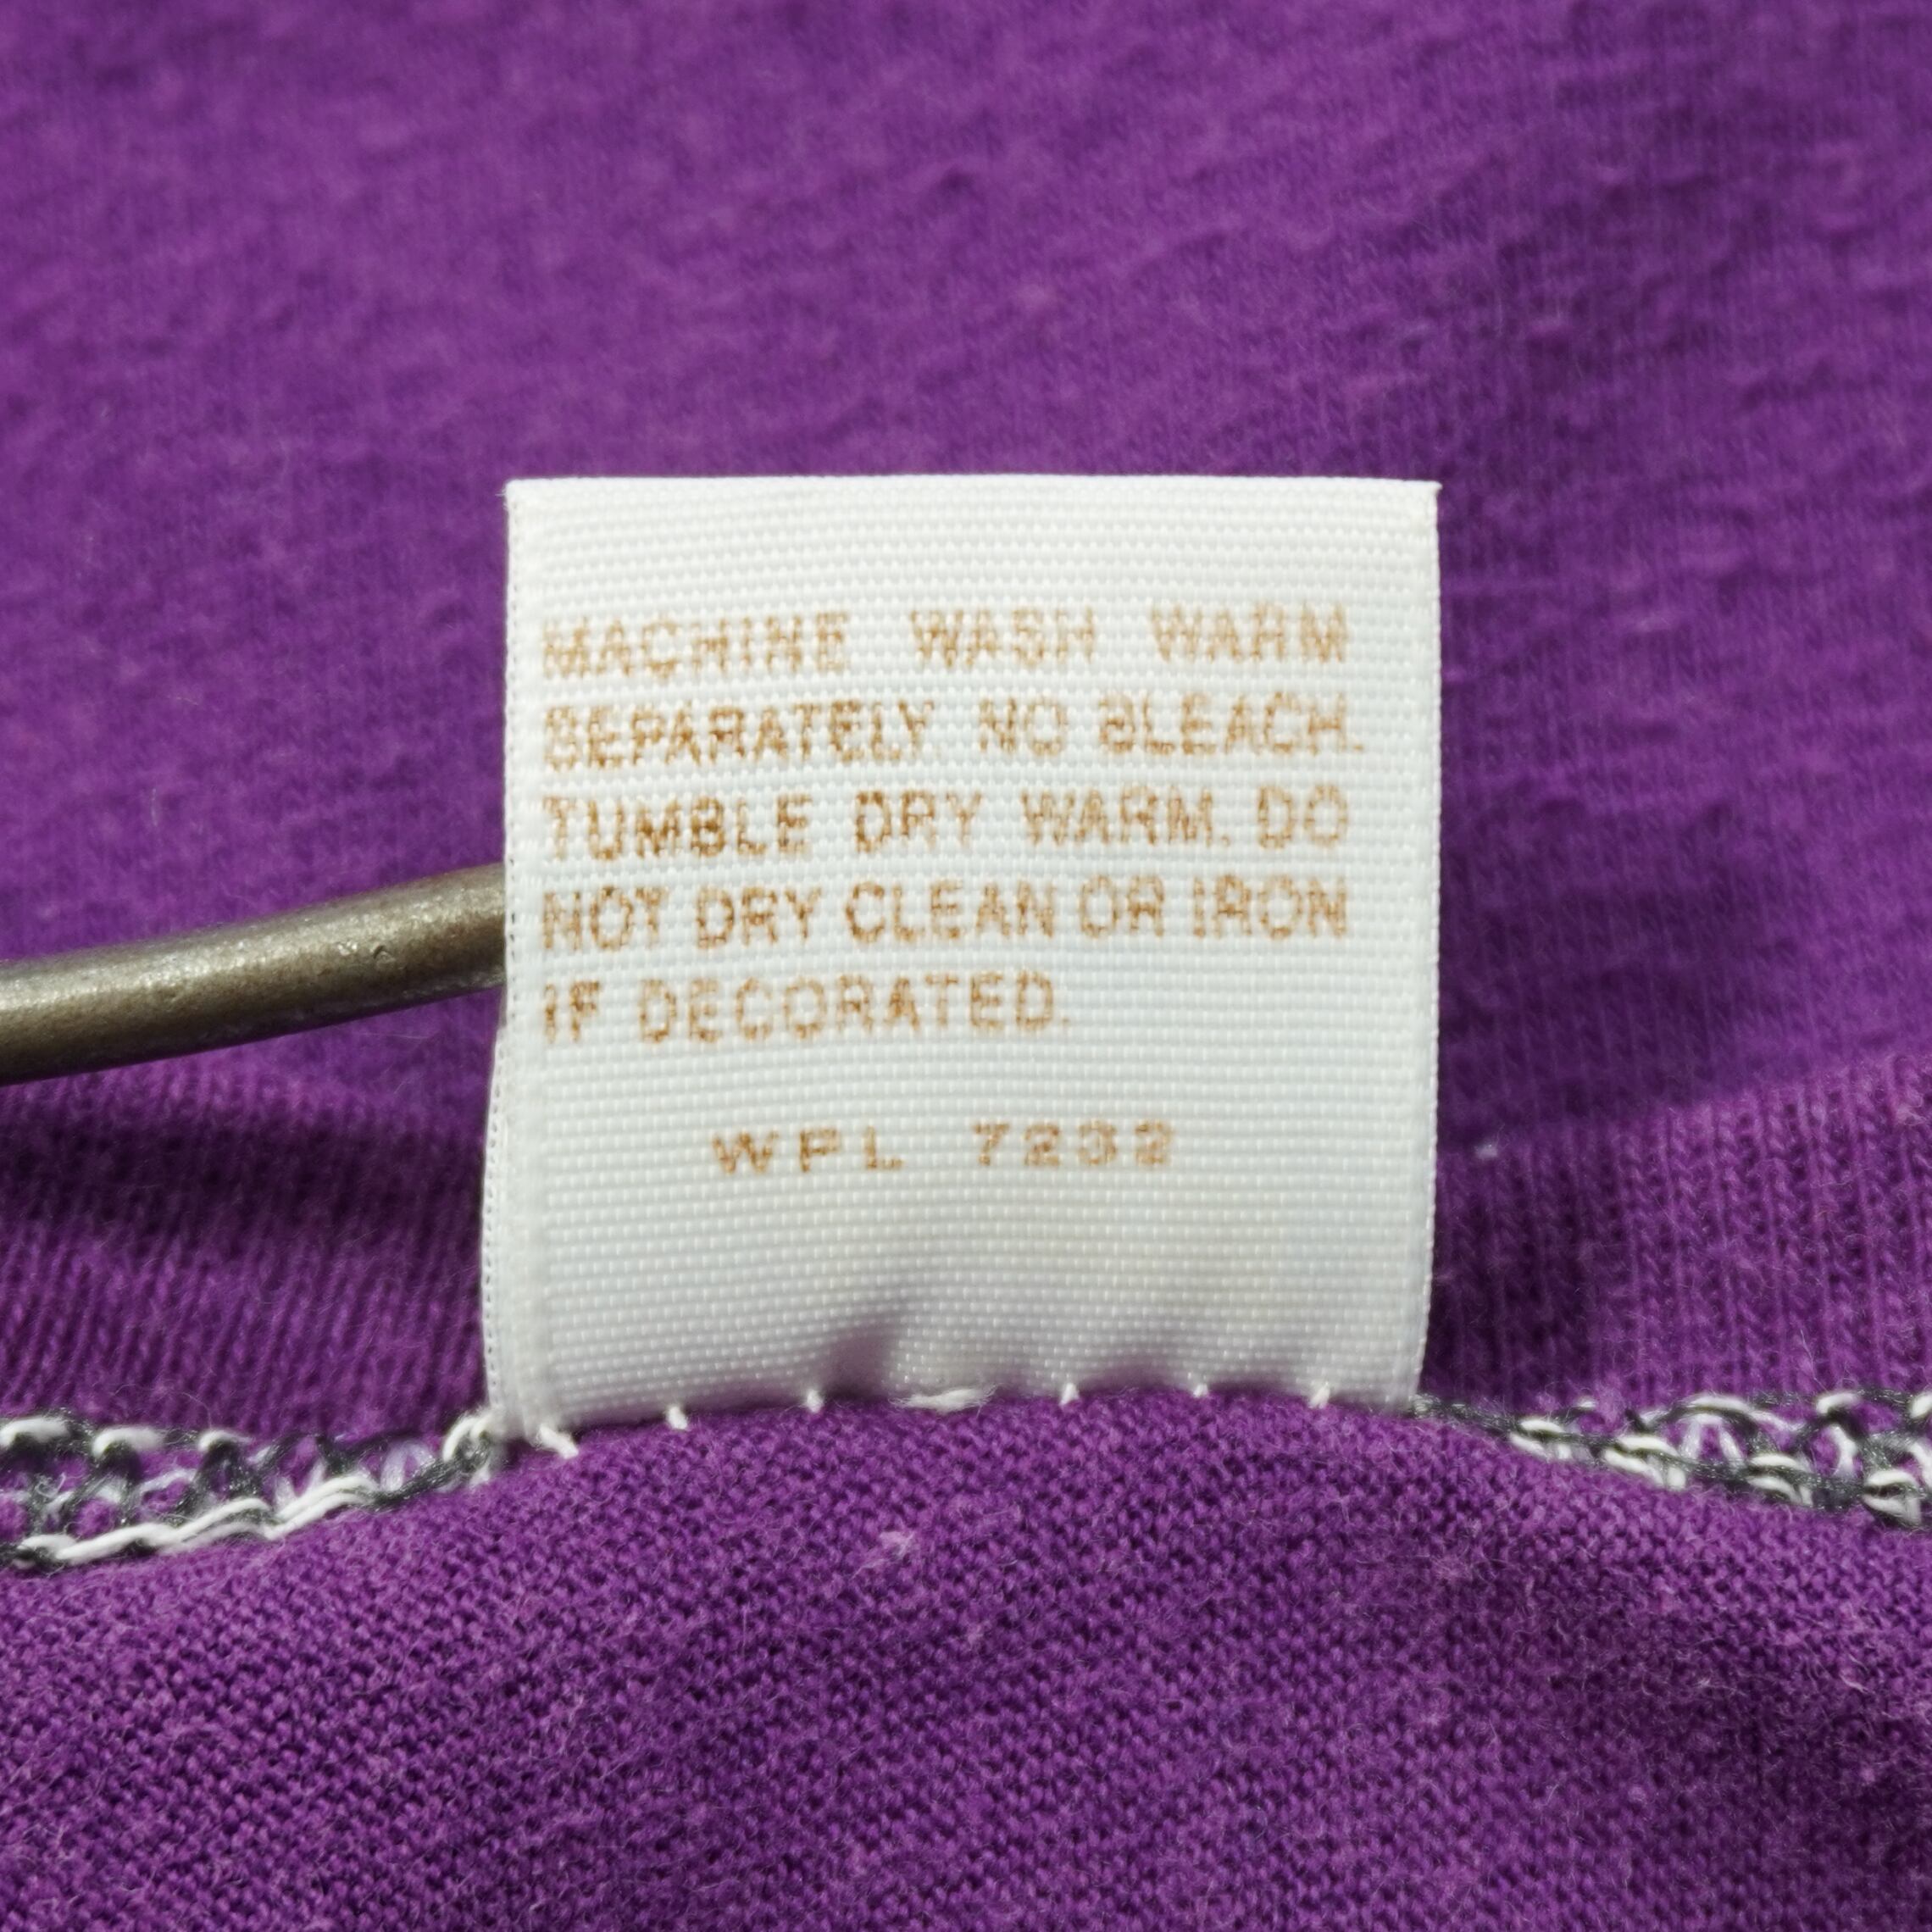 MACHINE WASH WARM
SEPARATELY NO BLEACH.
TUMBLE DRY WARM. DO
NOT DRY CLEAN OR IRON
IF DECORATED.
WPL 7232